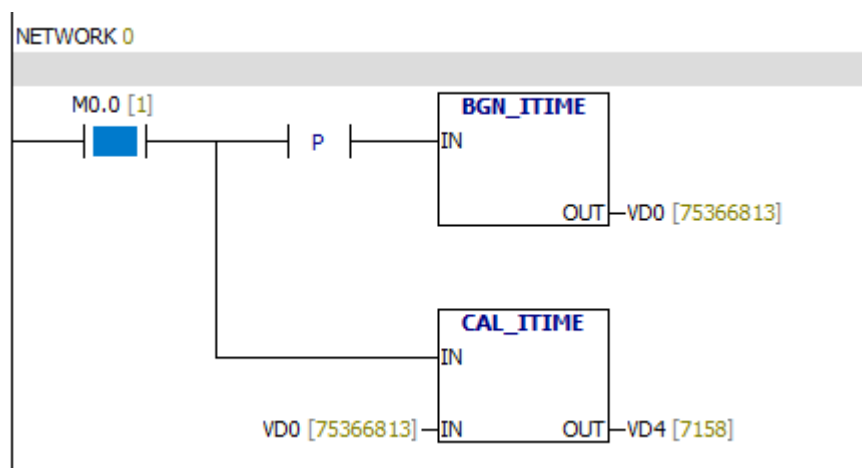 NETWORK 0
M0.0 [1]
BGN_ITIME
P
IN
OUT VD0 [75366813]
CAL_ITIME
IN
VD0 [75366813] IN OUT VD4 [7158]